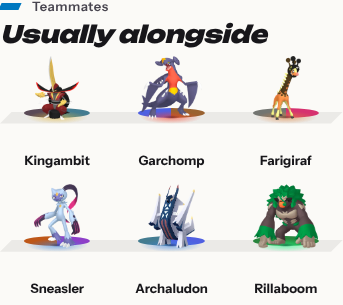 Teammates
Usually alongside
Kingambit Garchomp Farigiraf
Sneasler Archaludon Rillaboom